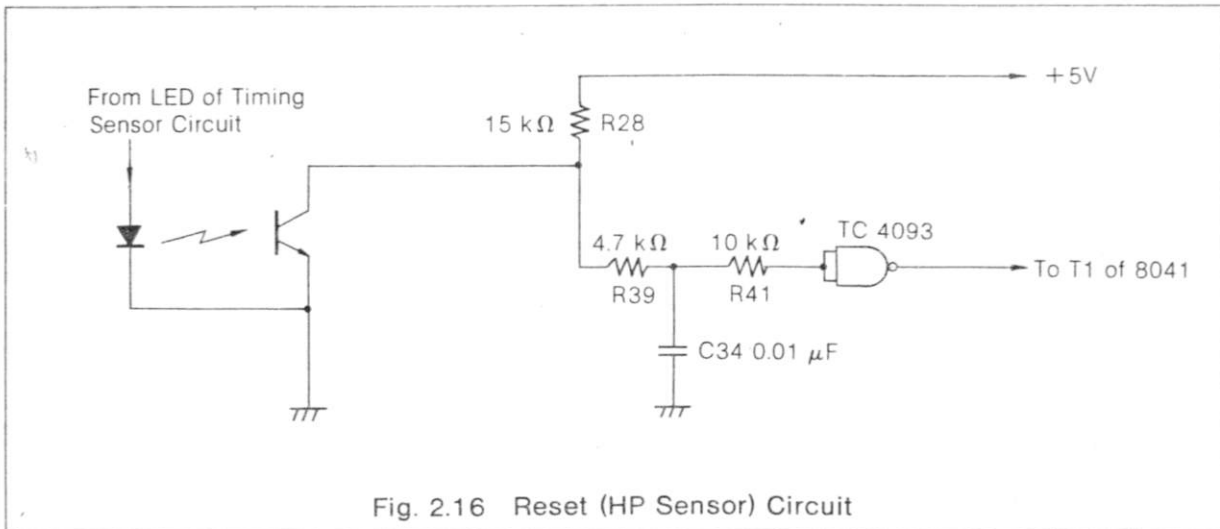 +5V
From LED of Timing
Sensor Circuit
15 kΩ R28
4.7 kΩ 10 kΩ TC 4093
R39 R41 To T1 of 8041
C34 0.01 μF
Fig. 2.16 Reset (HP Sensor) Circuit